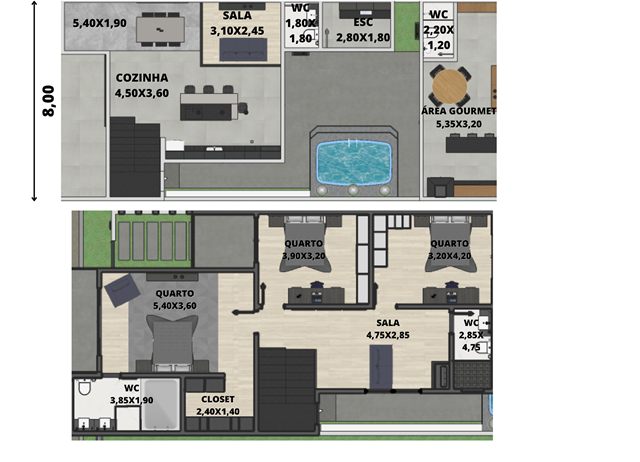 8,00
5,40X1,90
SALA
3,10X2,45
WC
1,80X
1,80
ESC
2,80X1,80
WC
2,20X
1,20
COZINHA
4,50X3,60
ÁREA GOURMET
5,35X3,20
QUARTO
3,90X3,20
QUARTO
3,20X4,20
QUARTO
5,40X3,60
SALA
4,75X2,85
WC
2,85X
4,75
WC
3,85X1,90
CLOSET
2,40X1,40